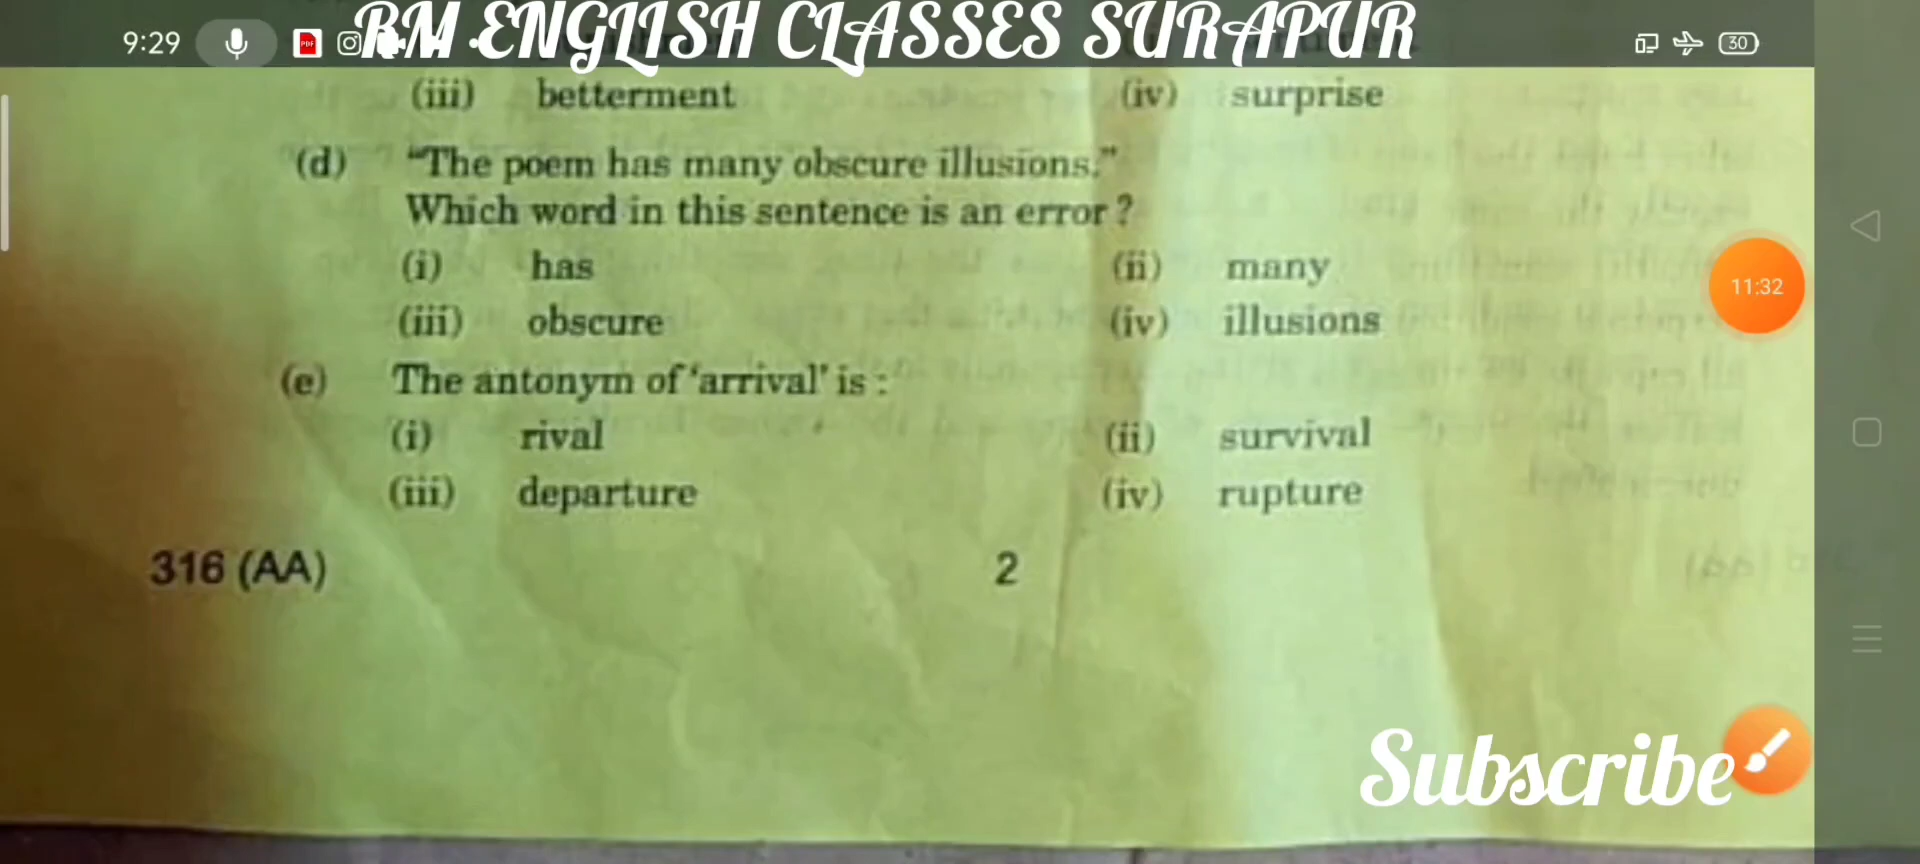 9:29
RM ENGLISH CLASSES SURAPUR
30
(iii) betterment (iv) surprise
(d) “The poem has many obscure illusions.”
Which word in this sentence is an error ?
(i) has (ii) many
(iii) obscure (iv) illusions
11:32
(e) The antonym of ‘arrival’ is :
(i) rival (ii) survival
(iii) departure (iv) rupture
316 (AA) 2
Subscribe